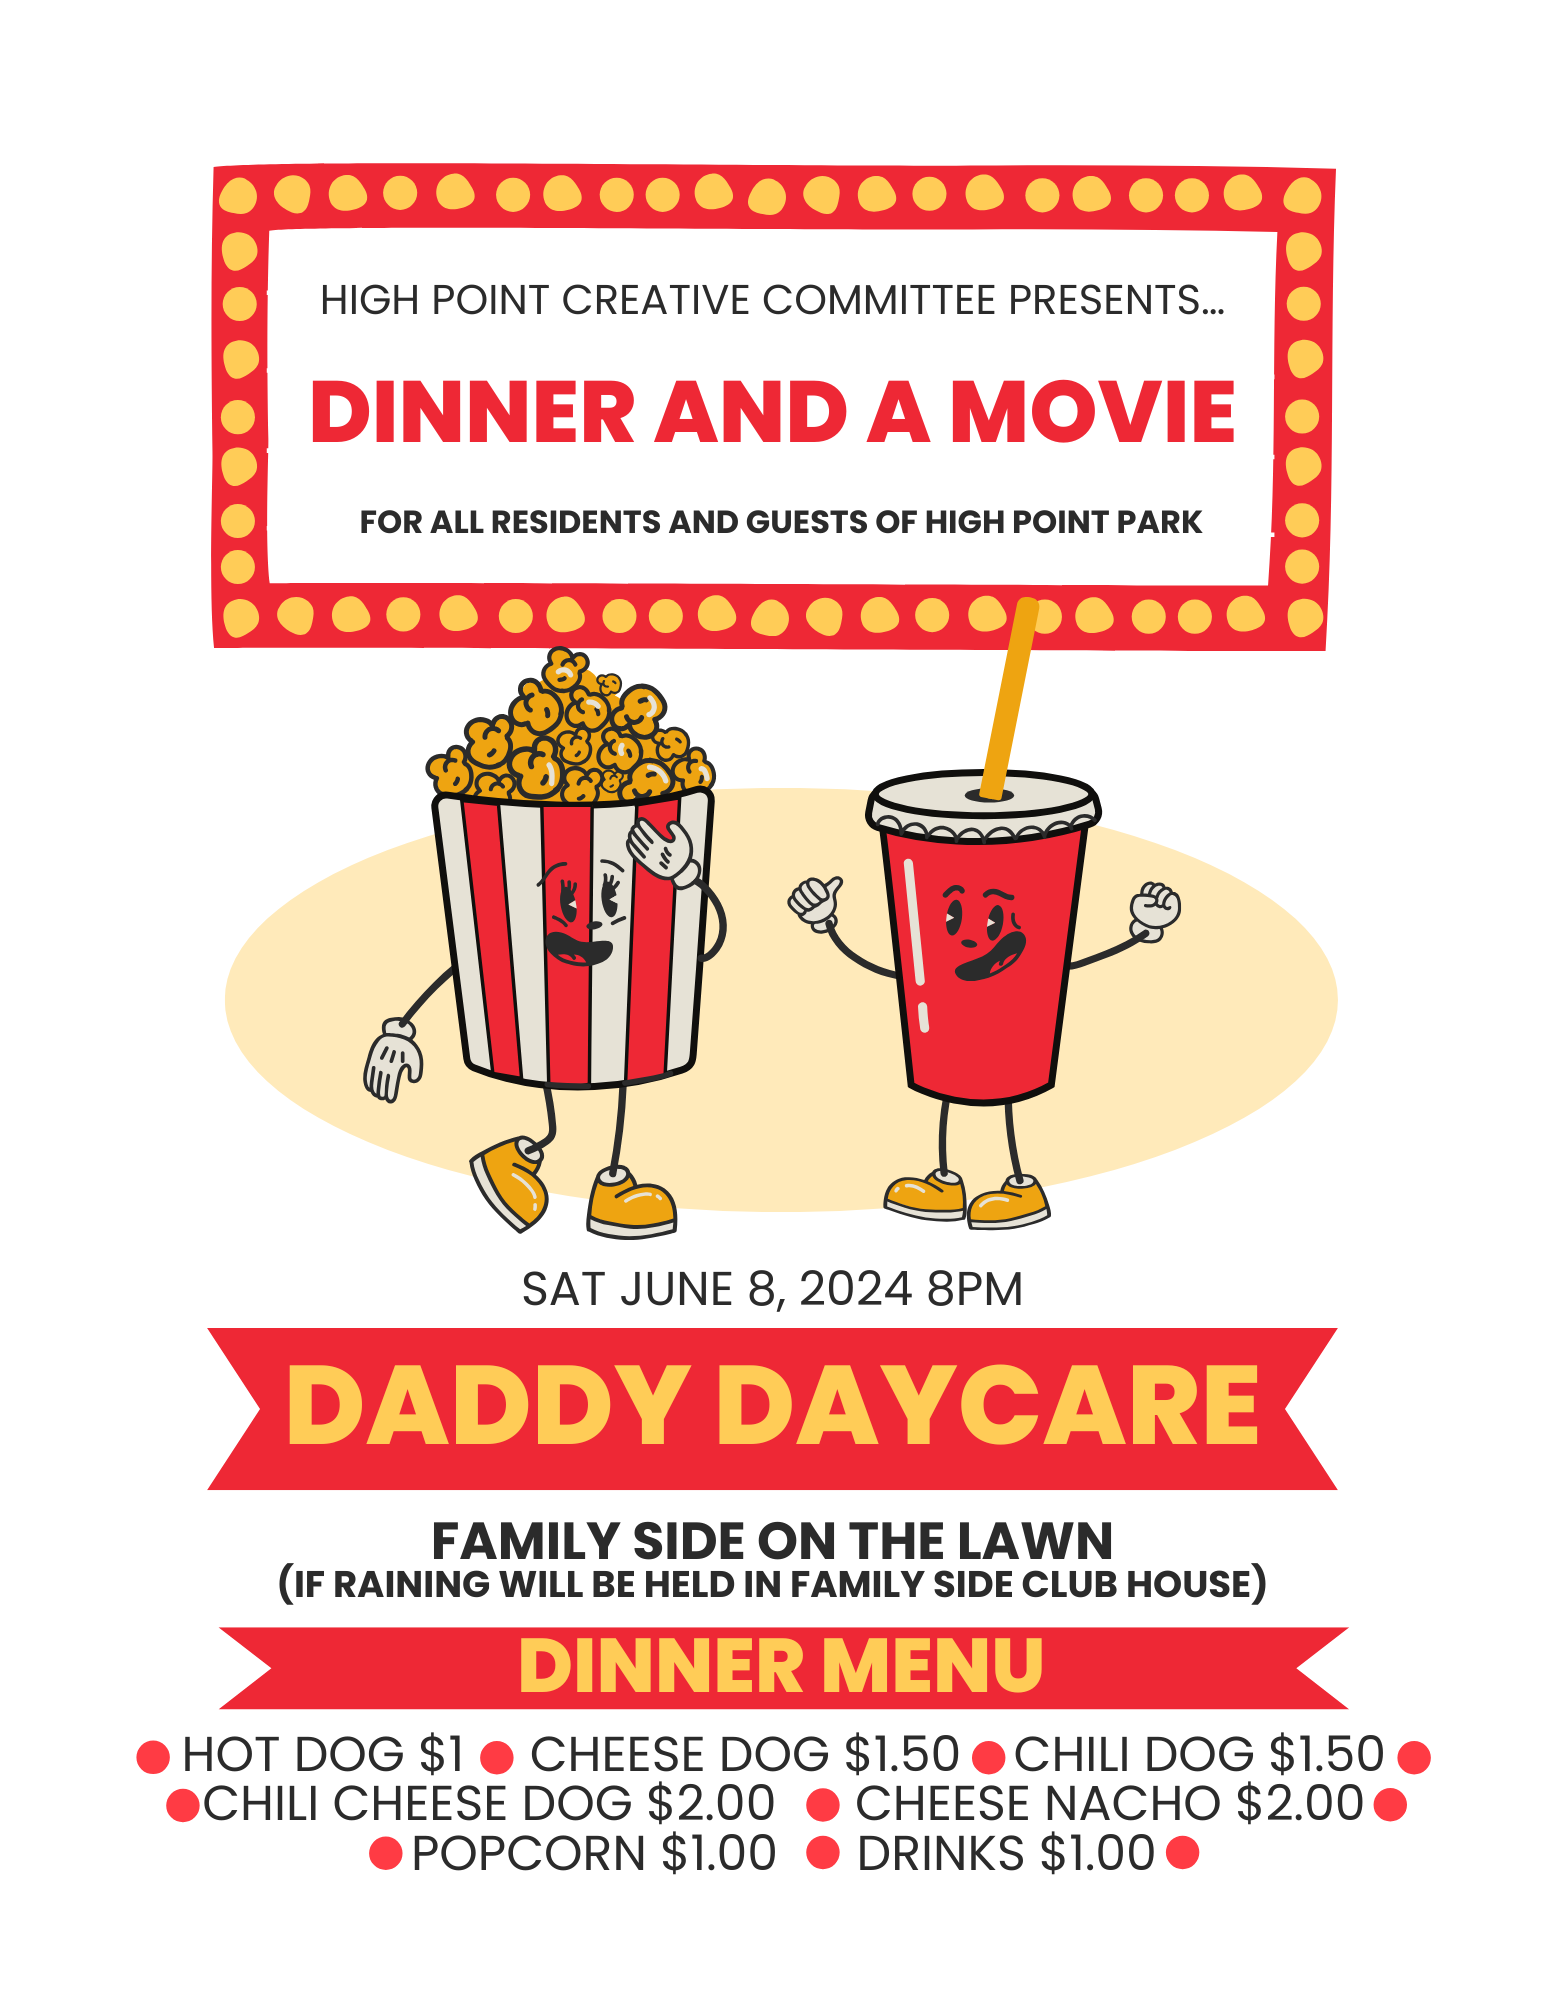 HIGH POINT CREATIVE COMMITTEE PRESENTS...
DINNER AND A MOVIE
FOR ALL RESIDENTS AND GUESTS OF HIGH POINT PARK
SAT JUNE 8, 2024 8PM
DADDY DAYCARE
FAMILY SIDE ON THE LAWN
(IF RAINING WILL BE HELD IN FAMILY SIDE CLUB HOUSE)
DINNER MENU
● HOT DOG $1 ● CHEESE DOG $1.50 ● CHILI DOG $1.50 ●
● CHILI CHEESE DOG $2.00 ● CHEESE NACHO $2.00 ●
● POPCORN $1.00 ● DRINKS $1.00 ●